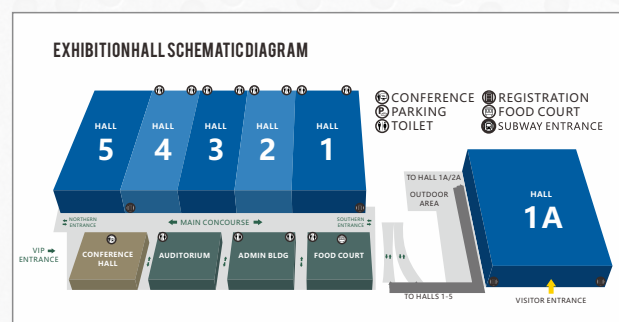 EXHIBITION HALL SCHEMATIC DIAGRAM
CONFERENCE
REGISTRATION
PARKING
FOOD COURT
TOILET
SUBWAY ENTRANCE
HALL
5
HALL
4
HALL
3
HALL
2
HALL
1
TO HALL 1A/2A
OUTDOOR
AREA
HALL
1A
NORTHERN
ENTRANCE
MAIN CONCOURSE
SOUTHERN
ENTRANCE
VIP
ENTRANCE
CONFERENCE
HALL
AUDITORIUM
ADMIN BLDG
FOOD COURT
TO HALLS 1-5
VISITOR ENTRANCE